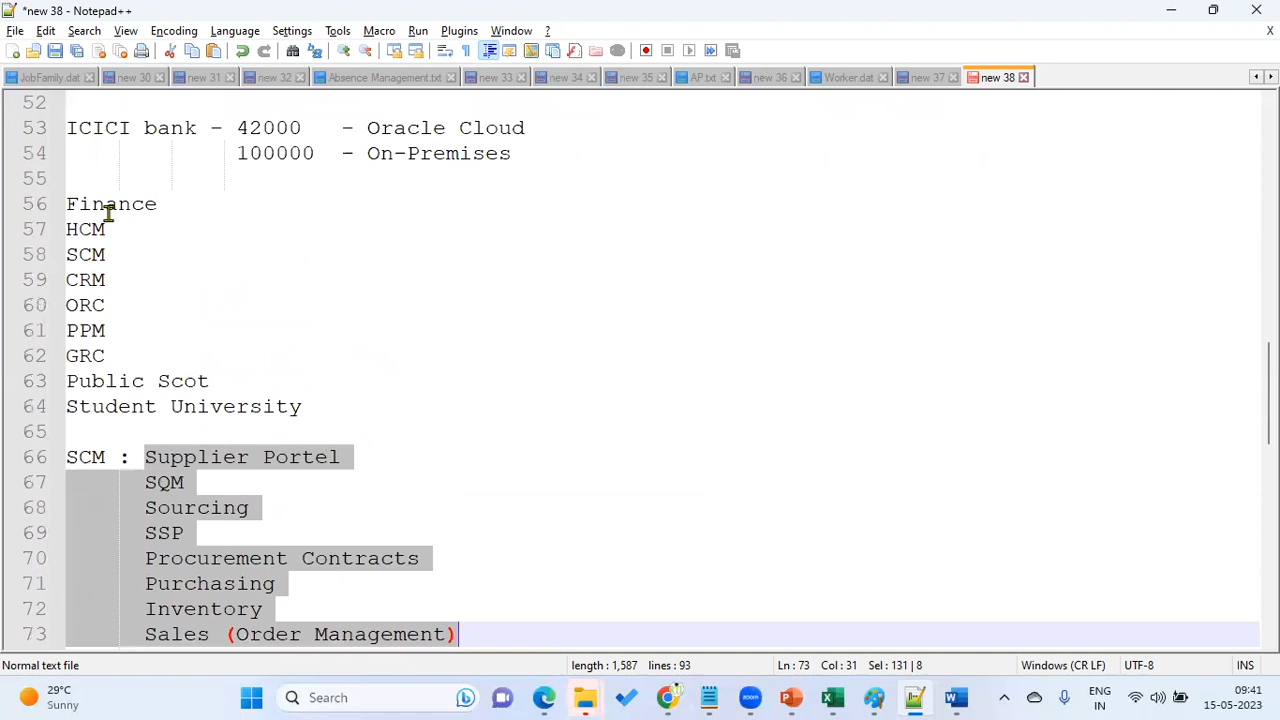 *new 38 - Notepad++
File Edit Search View Encoding Language Settings Tools Macro Run Plugins Window ?
X
JobFamily.dat new 30 new 31 new 32 Absence Management.txt new 33 new 34 new 35 AP.txt new 36 Worker.dat new 37 new 38
52
53 ICICI bank - 42000 - Oracle Cloud
54 100000 - On-Premises
55
56 Finance
57 HCM
58 SCM
59 CRM
60 ORC
61 PPM
62 GRC
63 Public Scot
64 Student University
65
66 SCM : Supplier Portel
67 SQM
68 Sourcing
69 SSP
70 Procurement Contracts
71 Purchasing
72 Inventory
73 Sales (Order Management)
Normal text file length : 1,587 lines : 93 Ln : 73 Col : 31 Sel : 131 | 8 Windows (CR LF) UTF-8 INS
29°C
Sunny
Search
zoom
ENG
IN
09:41
15-05-2023